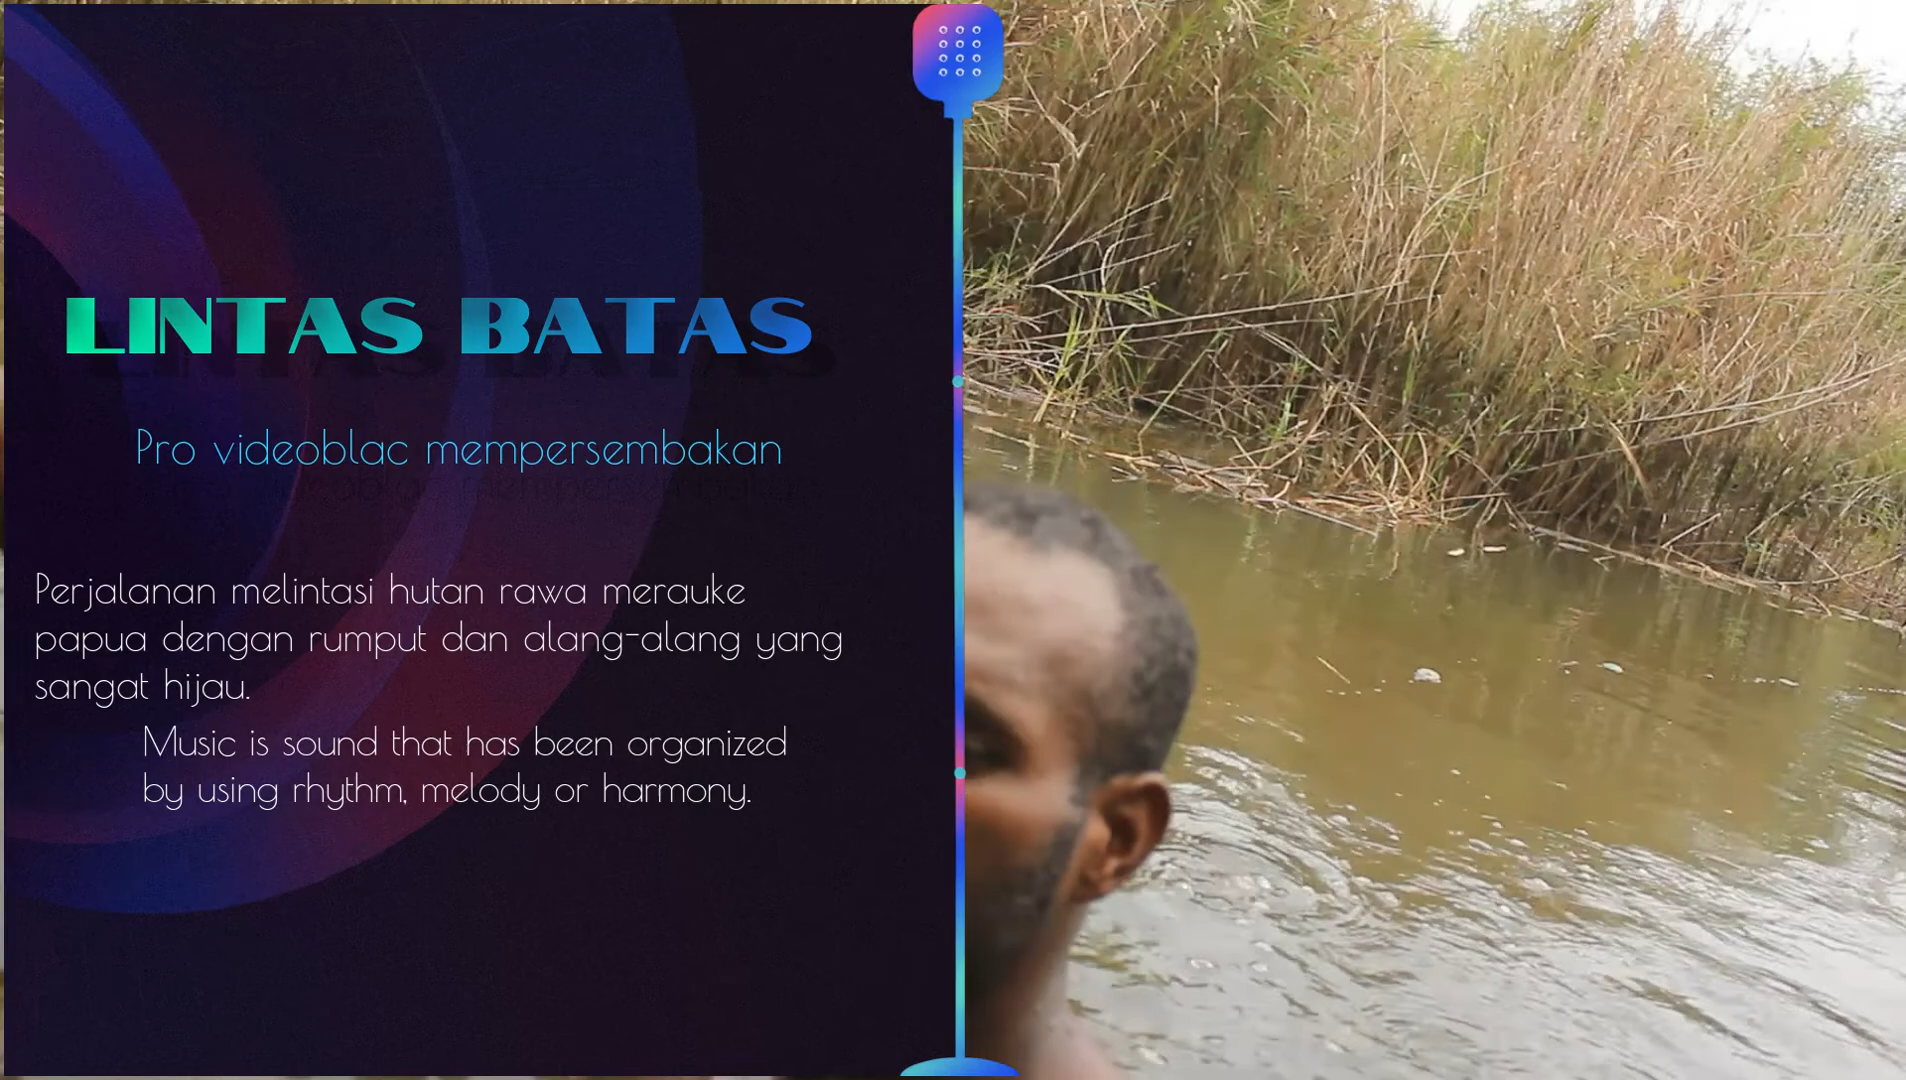 LINTAS BATAS
Pro videoblac mempersembakan
Perjalanan melintasi hutan rawa merauke
papua dengan rumput dan alang-alang yang
sangat hijau.
Music is sound that has been organized
by using rhythm, melody or harmony.